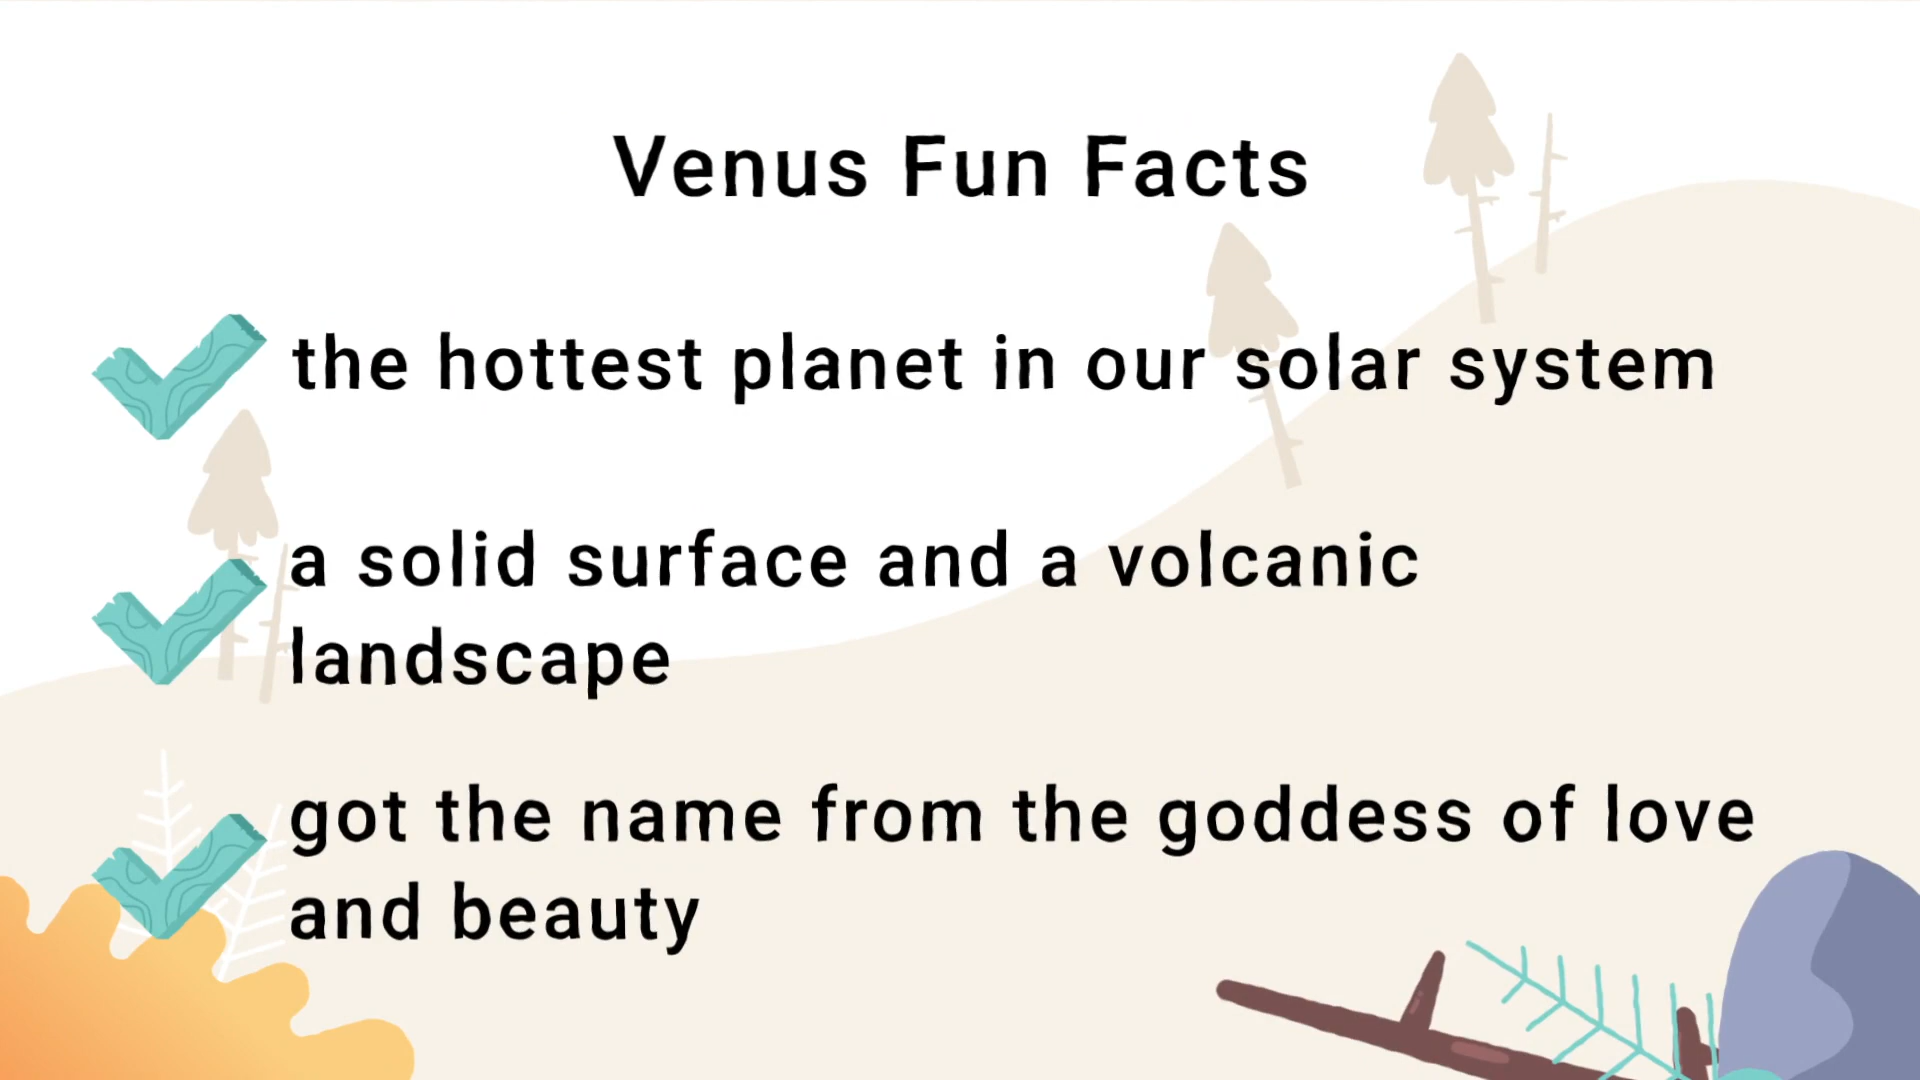 Venus Fun Facts
the hottest planet in our solar system
a solid surface and a volcanic
landscape
got the name from the goddess of love
and beauty